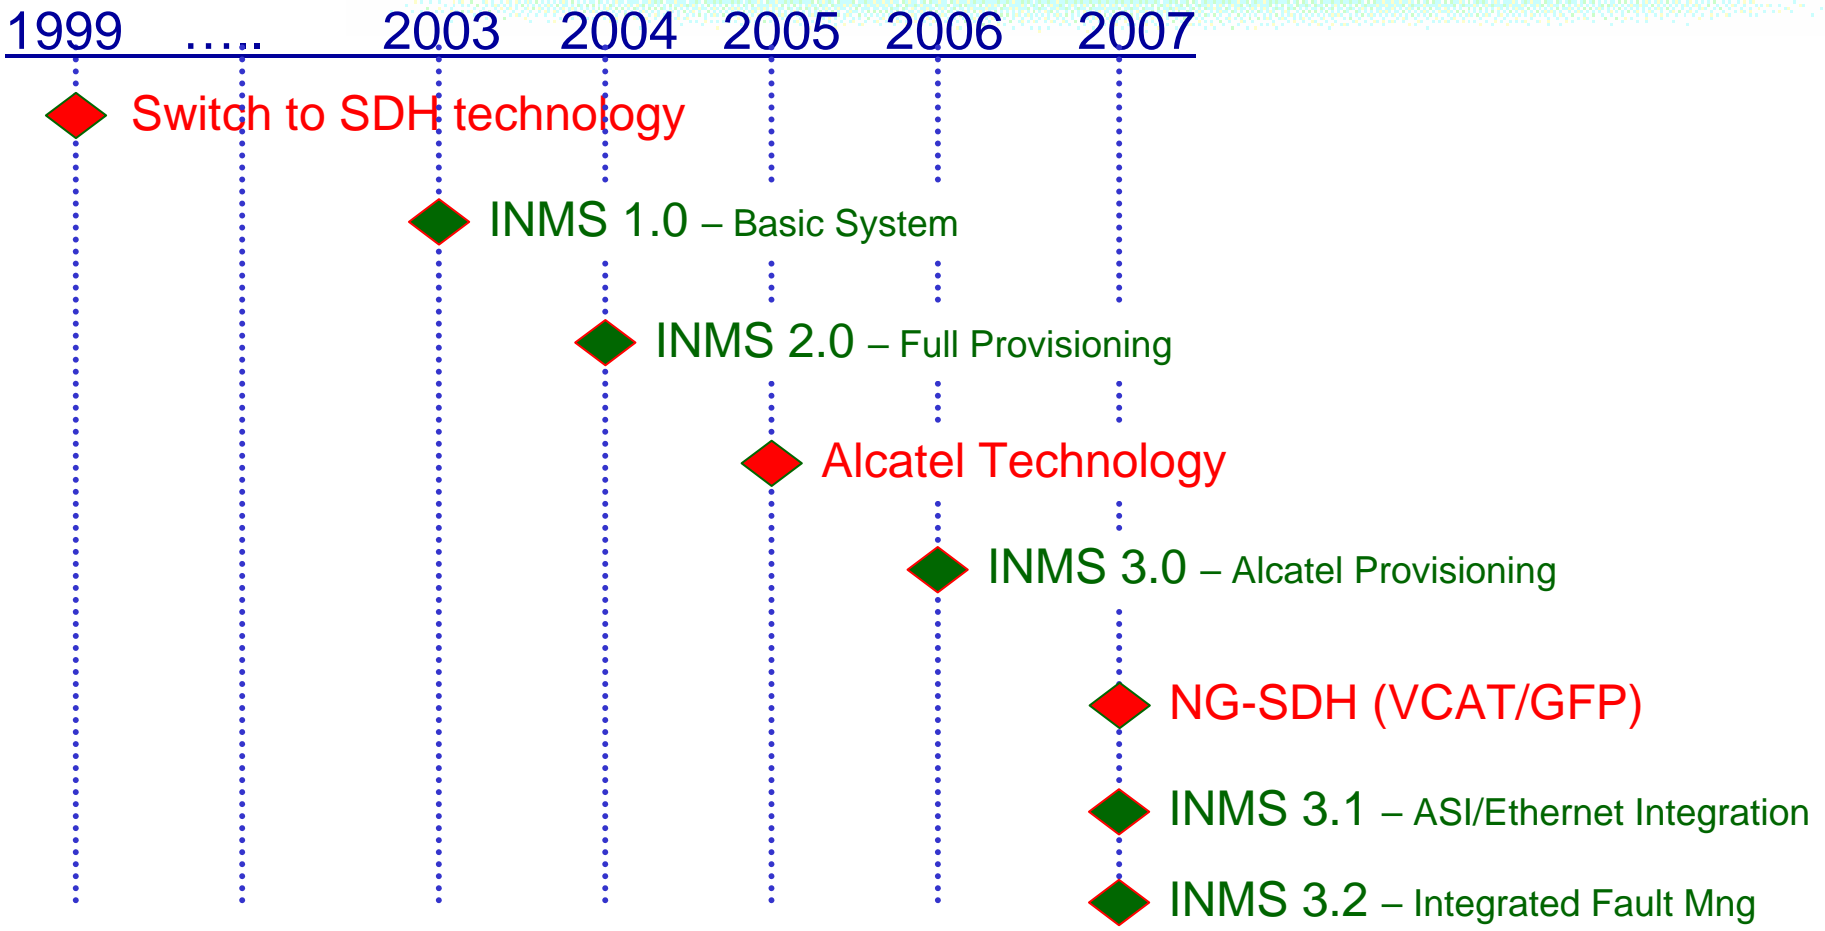 1999 ….. 2003 2004 2005 2006 2007
Switch to SDH technology
INMS 1.0 – Basic System
INMS 2.0 – Full Provisioning
Alcatel Technology
INMS 3.0 – Alcatel Provisioning
NG-SDH (VCAT/GFP)
INMS 3.1 – ASI/Ethernet Integration
INMS 3.2 – Integrated Fault Mng